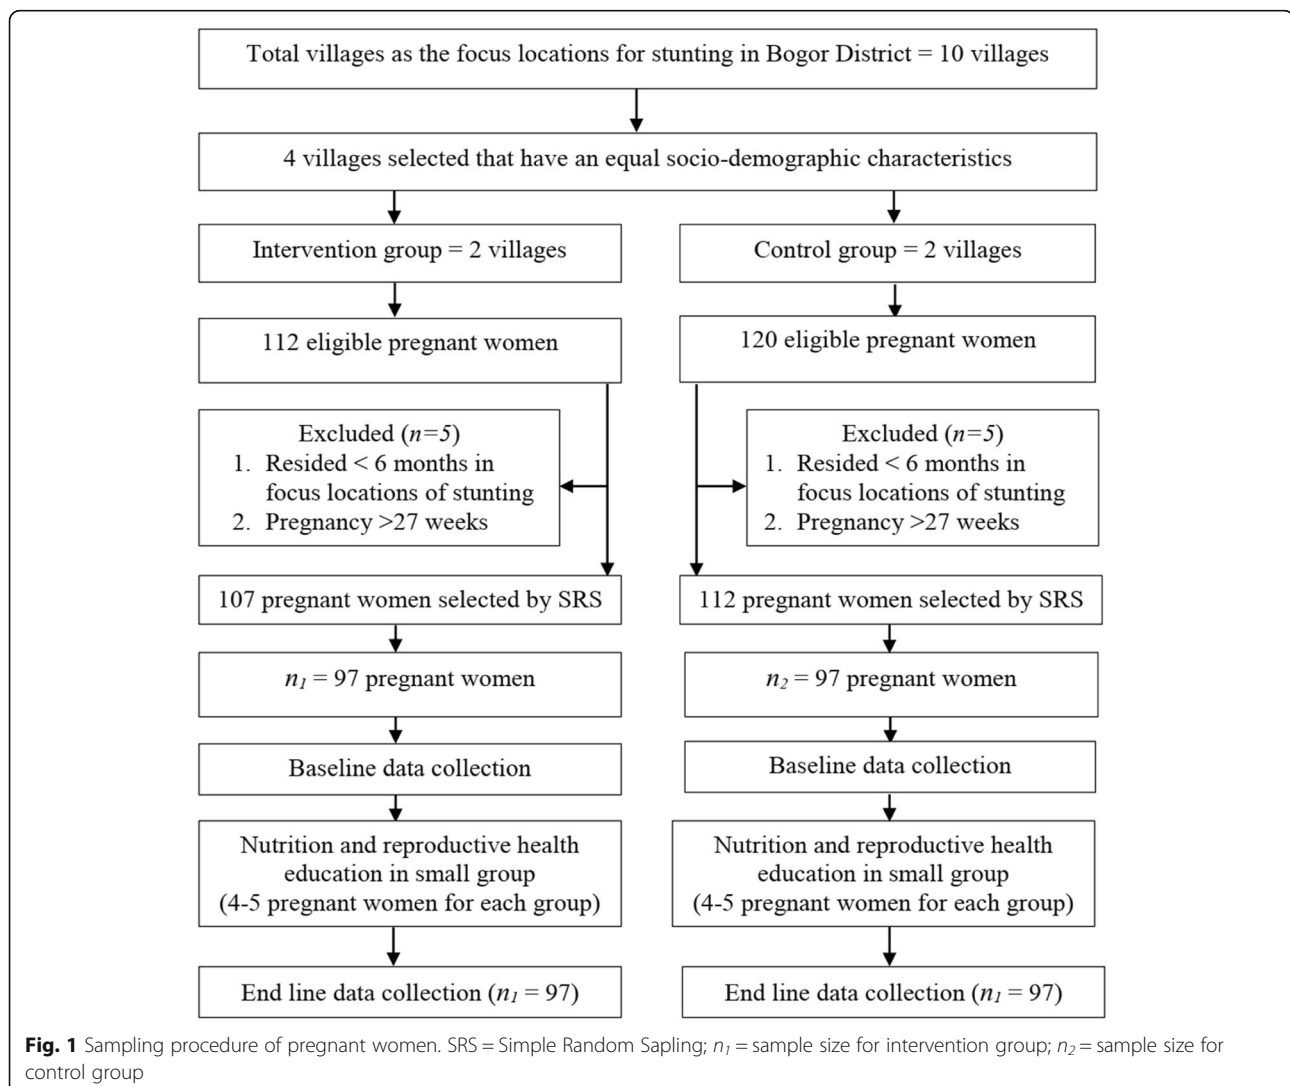 Total villages as the focus locations for stunting in Bogor District = 10 villages
4 villages selected that have an equal socio-demographic characteristics
Intervention group = 2 villages
Control group = 2 villages
112 eligible pregnant women
120 eligible pregnant women
Excluded (n=5)
1. Resided < 6 months in
focus locations of stunting
2. Pregnancy >27 weeks
Excluded (n=5)
1. Resided < 6 months in
focus locations of stunting
2. Pregnancy >27 weeks
107 pregnant women selected by SRS
112 pregnant women selected by SRS
n1 = 97 pregnant women
n2 = 97 pregnant women
Baseline data collection
Baseline data collection
Nutrition and reproductive health
education in small group
(4-5 pregnant women for each group)
Nutrition and reproductive health
education in small group
(4-5 pregnant women for each group)
End line data collection (n1 = 97)
End line data collection (n1 = 97)
Fig. 1 Sampling procedure of pregnant women. SRS = Simple Random Sapling; n1 = sample size for intervention group; n2 = sample size for
control group